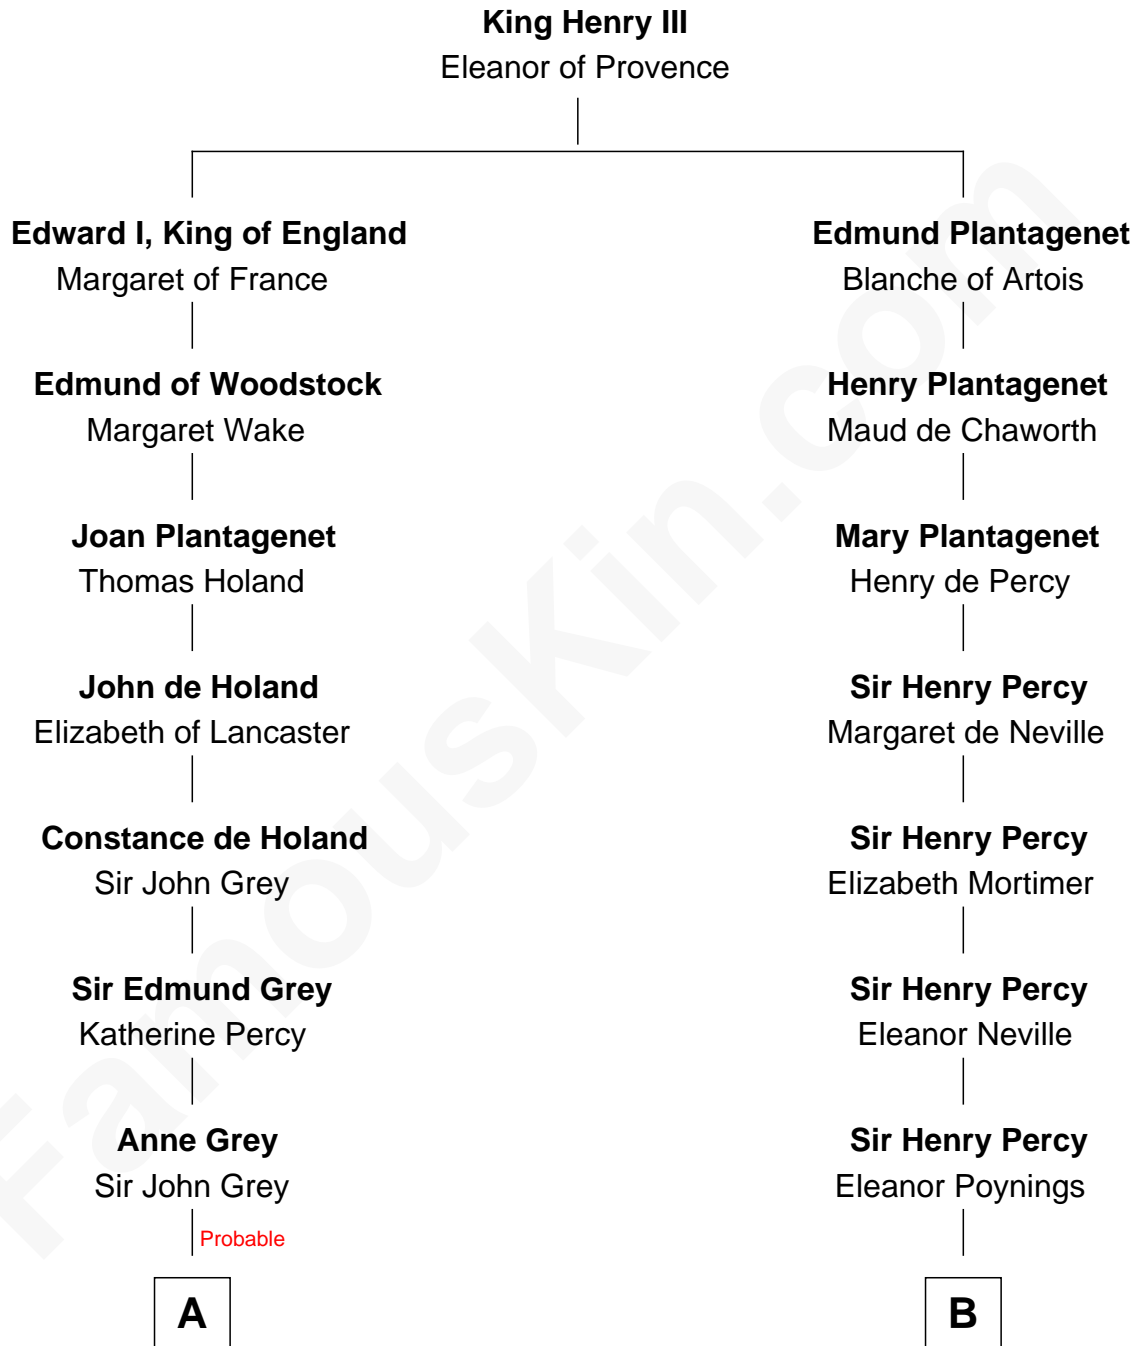 King Henry III
Eleanor of Provence
Edward I, King of England
Margaret of France
Edmund of Woodstock
Margaret Wake
Joan Plantagenet
Thomas Holand
John de Holand
Elizabeth of Lancaster
Constance de Holand
Sir John Grey
Sir Edmund Grey
Katherine Percy
Anne Grey
Sir John Grey
Probable
A
Edmund Plantagenet
Blanche of Artois
Henry Plantagenet
Maud de Chaworth
Mary Plantagenet
Henry de Percy
Sir Henry Percy
Margaret de Neville
Sir Henry Percy
Elizabeth Mortimer
Sir Henry Percy
Eleanor Neville
Sir Henry Percy
Eleanor Poynings
B
FamousKin.com